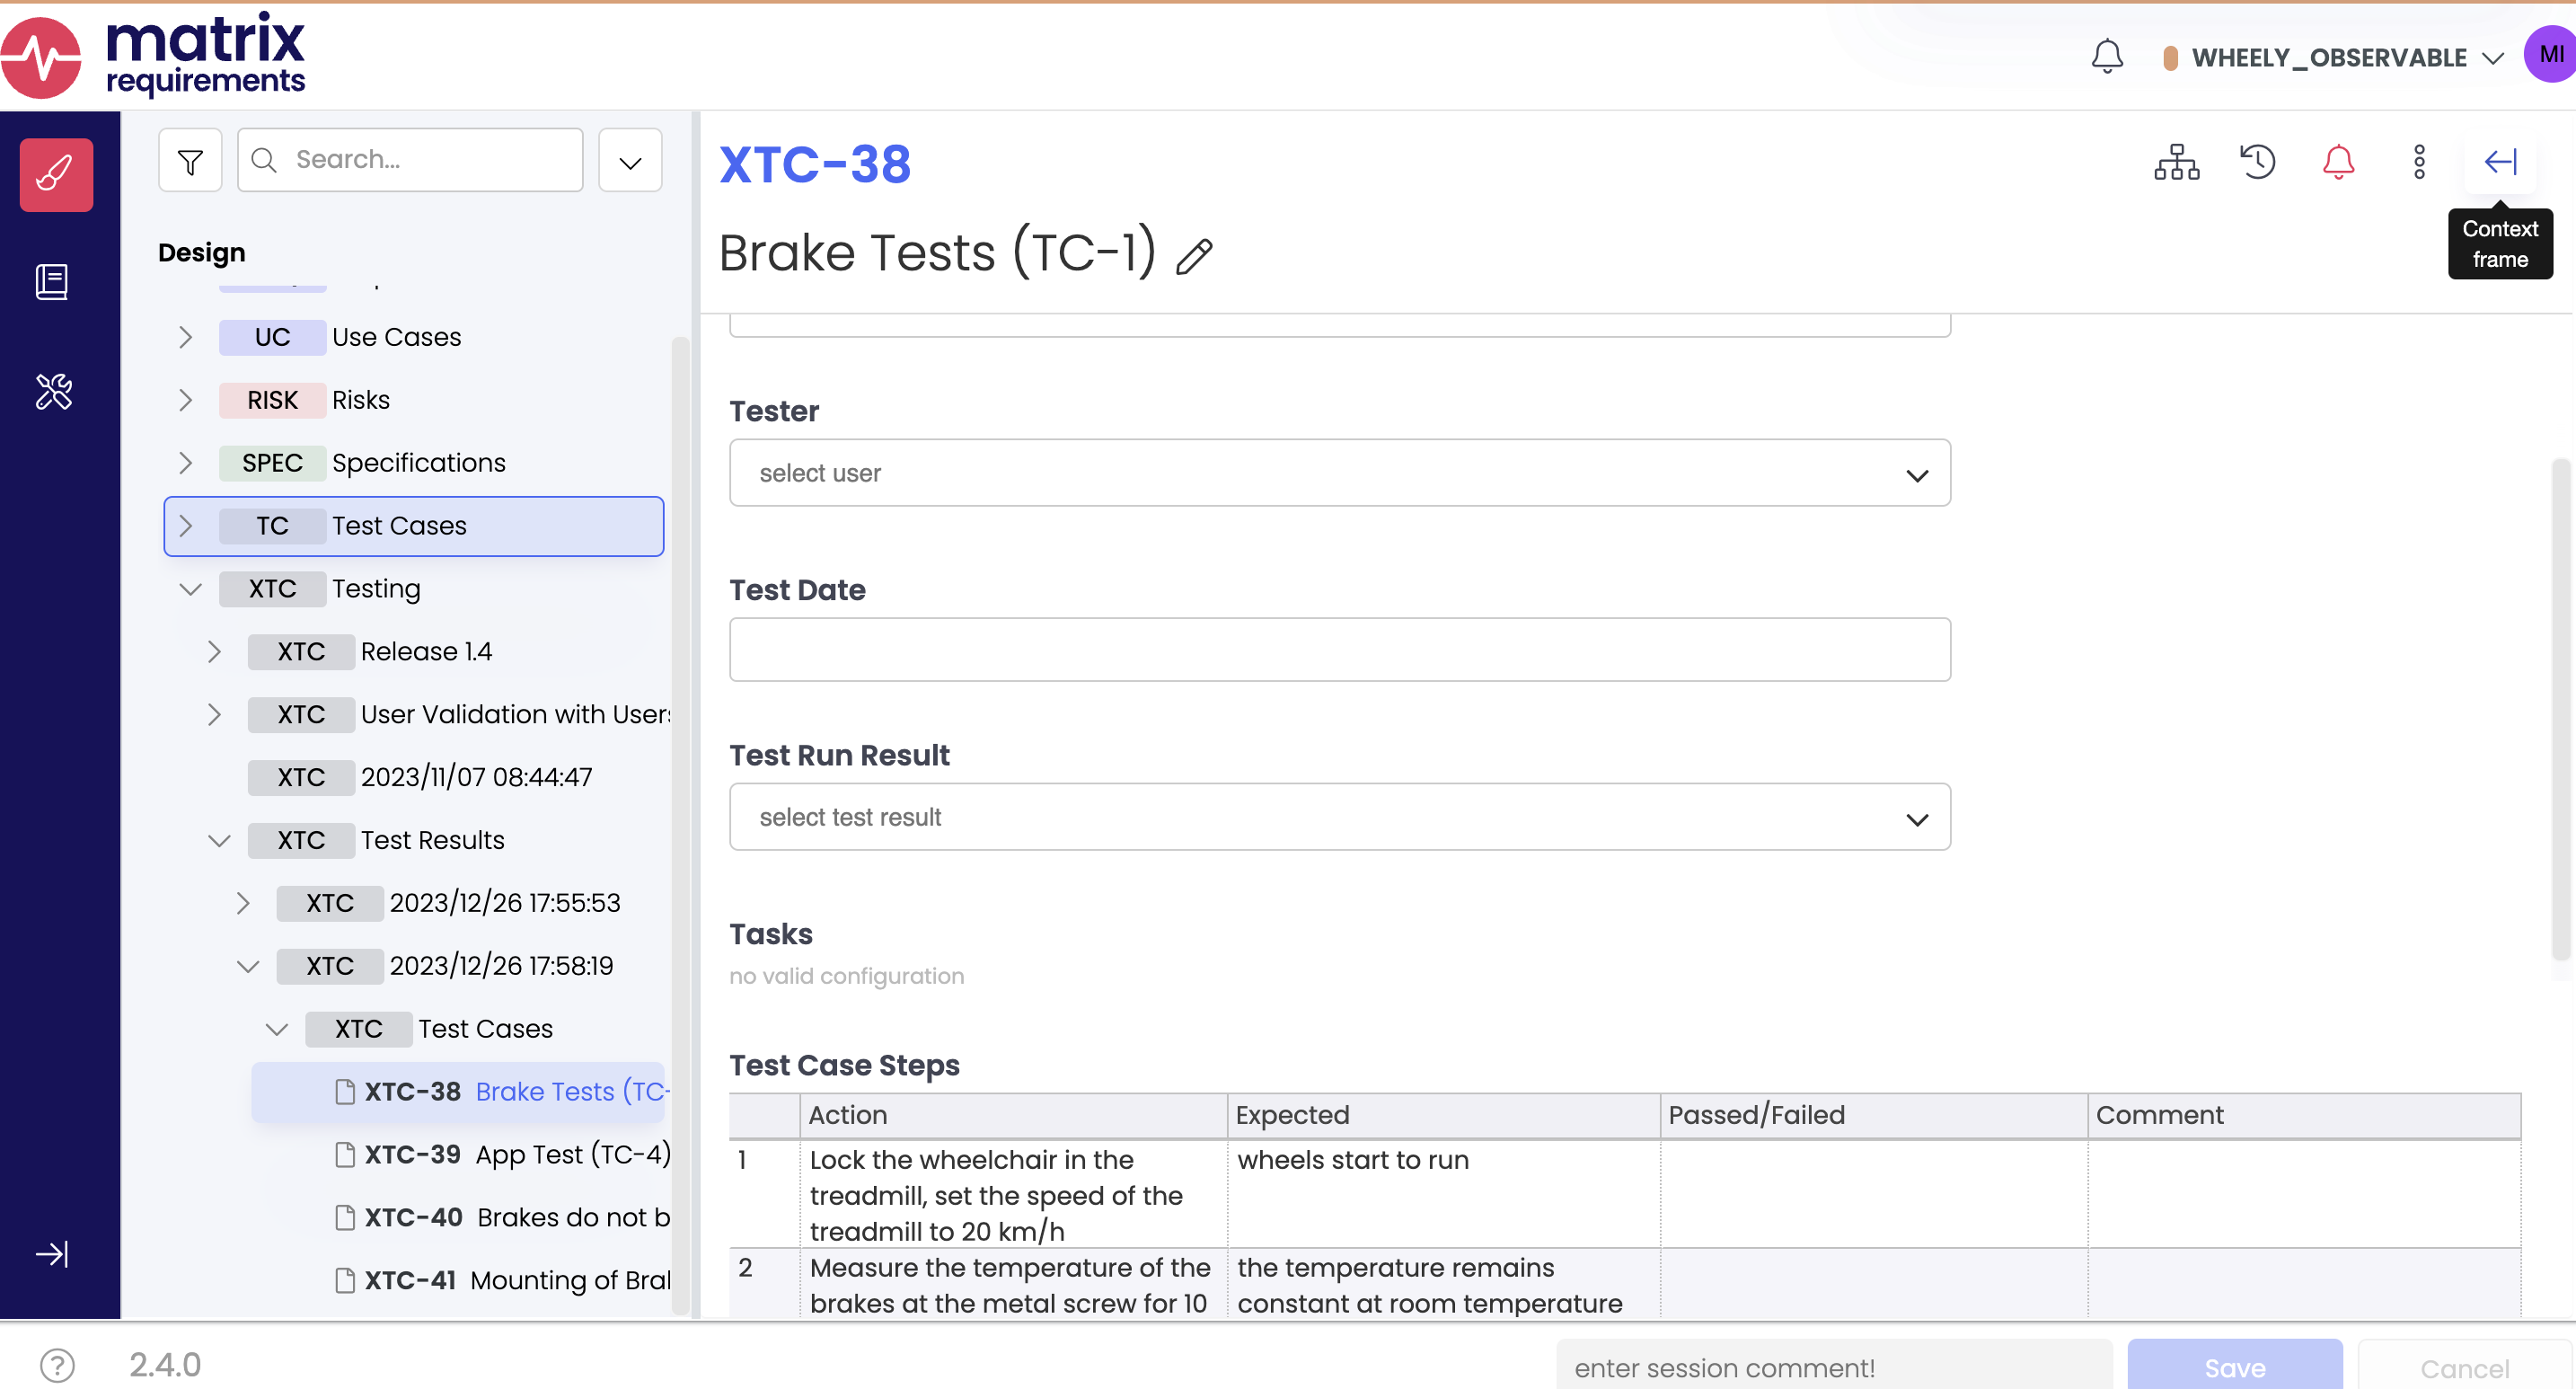 matrix
requirements
WHEELY_OBSERVABLE
MI
Search...
XTC-38
Brake Tests (TC-1)
Context
frame
Design
UC Use Cases
RISK Risks
SPEC Specifications
TC Test Cases
XTC Testing
XTC Release 1.4
XTC User Validation with Users
XTC 2023/11/07 08:44:47
XTC Test Results
XTC 2023/12/26 17:55:53
XTC 2023/12/26 17:58:19
XTC Test Cases
XTC-38 Brake Tests (TC-
XTC-39 App Test (TC-4)
XTC-40 Brakes do not b
XTC-41 Mounting of Bra
Tester
select user
Test Date
Test Run Result
select test result
Tasks
no valid configuration
Test Case Steps
Action Expected Passed/Failed Comment
1 Lock the wheelchair in the wheels start to run
treadmill, set the speed of the
treadmill to 20 km/h
2 Measure the temperature of the the temperature remains
brakes at the metal screw for 10 constant at room temperature
2.4.0
enter session comment!
Save
Cancel